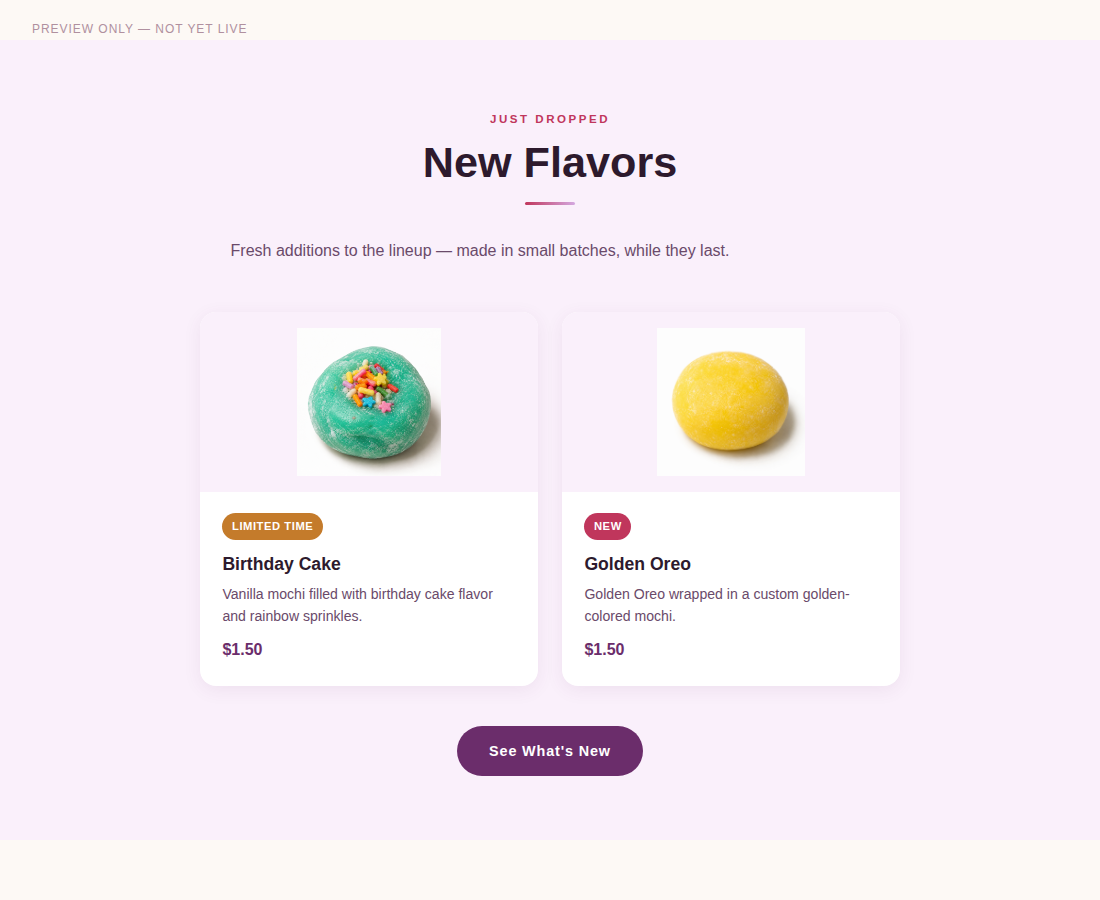 PREVIEW ONLY — NOT YET LIVE
JUST DROPPED
New Flavors
Fresh additions to the lineup — made in small batches, while they last.
LIMITED TIME
Birthday Cake
Vanilla mochi filled with birthday cake flavor
and rainbow sprinkles.
$1.50
NEW
Golden Oreo
Golden Oreo wrapped in a custom golden-
colored mochi.
$1.50
See What's New